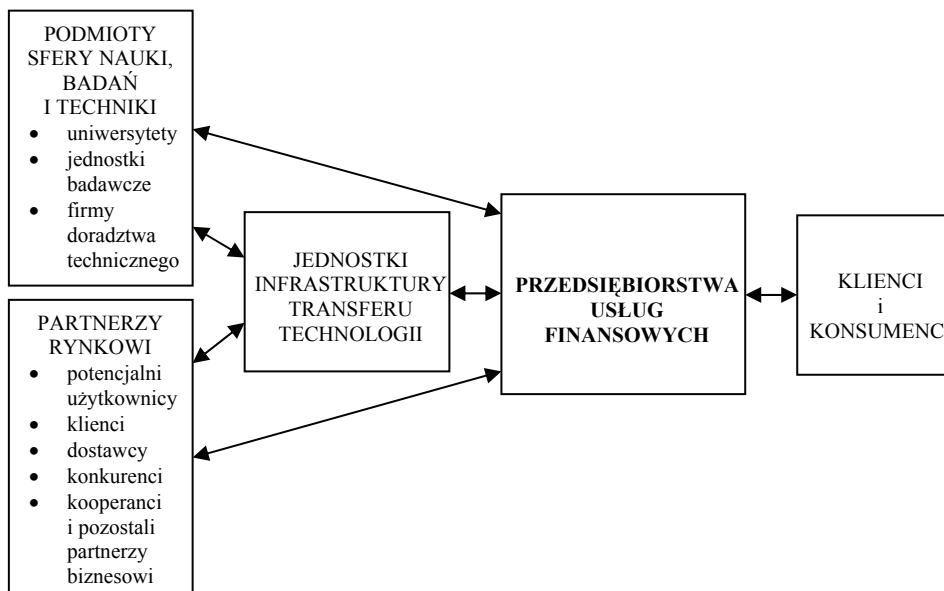 PODMIOTY
SFERY NAUKI,
BADAŃ
I TECHNIKI
• uniwersytety
• jednostki
badawcze
• firmy
doradztwa
technicznego
PARTNERZY
RYNKOWI
• potencjalni
użytkownicy
• klienci
• dostawcy
• konkurenci
• kooperanci
i pozostali
partnerzy
biznesowi
JEDNOSTKI
INFRASTRUKTURY
TRANSFERU
TECHNOLOGII
PRZEDSIĘBIORSTWA
USŁUG
FINANSOWYCH
KLIENCI
i
KONSUMENC